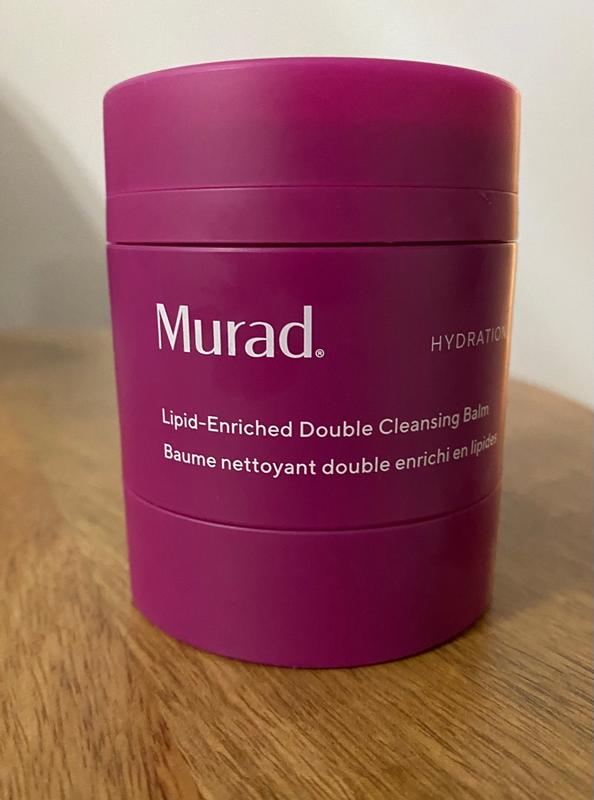 Murad®
HYDRATION
Lipid-Enriched Double Cleansing Balm
Baume nettoyant double enrichi en lipides